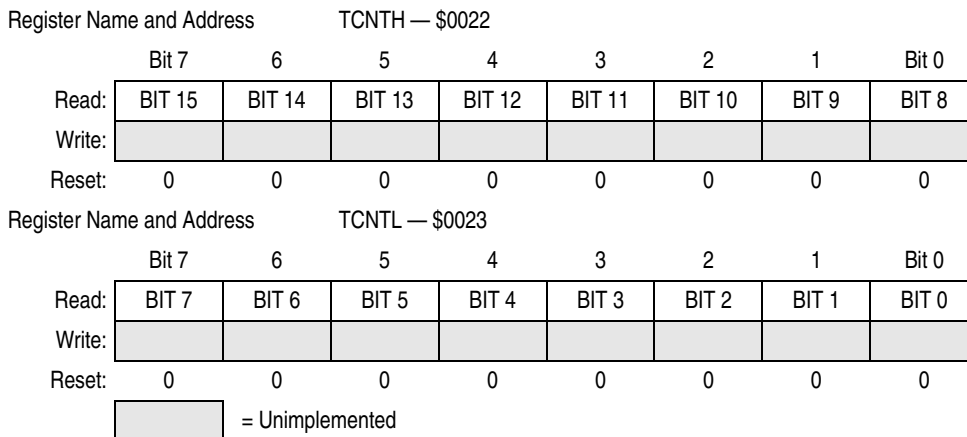 Register Name and Address TCNTH — $0022
Bit 7 6 5 4 3 2 1 Bit 0
Read: BIT 15 BIT 14 BIT 13 BIT 12 BIT 11 BIT 10 BIT 9 BIT 8
Write:
Reset: 0 0 0 0 0 0 0 0
Register Name and Address TCNTL — $0023
Bit 7 6 5 4 3 2 1 Bit 0
Read: BIT 7 BIT 6 BIT 5 BIT 4 BIT 3 BIT 2 BIT 1 BIT 0
Write:
Reset: 0 0 0 0 0 0 0 0
= Unimplemented